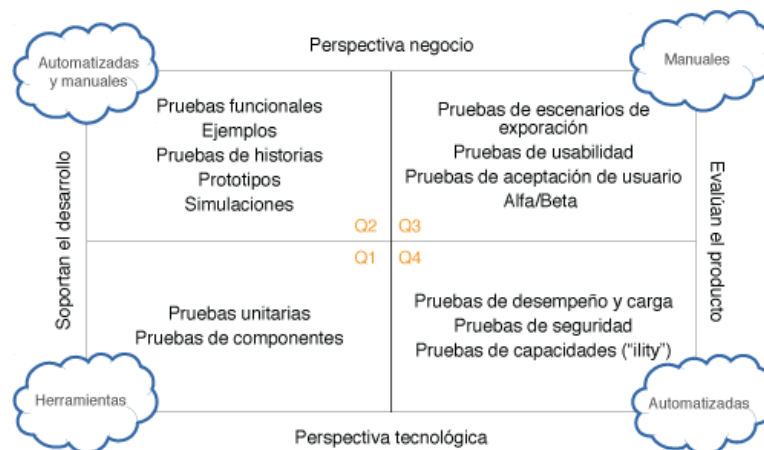 Perspectiva negocio
Automatizadas
y manuales
Manuales
Pruebas funcionales
Ejemplos
Pruebas de historias
Prototipos
Simulaciones
Pruebas de escenarios de
exporación
Pruebas de usabilidad
Pruebas de aceptación de usuario
Alfa/Beta
Soportan el desarrollo
Evalúan el producto
Q2
Q3
Q1
Q4
Pruebas unitarias
Pruebas de componentes
Pruebas de desempeño y carga
Pruebas de seguridad
Pruebas de capacidades ("ility")
Herramientas
Automatizadas
Perspectiva tecnológica